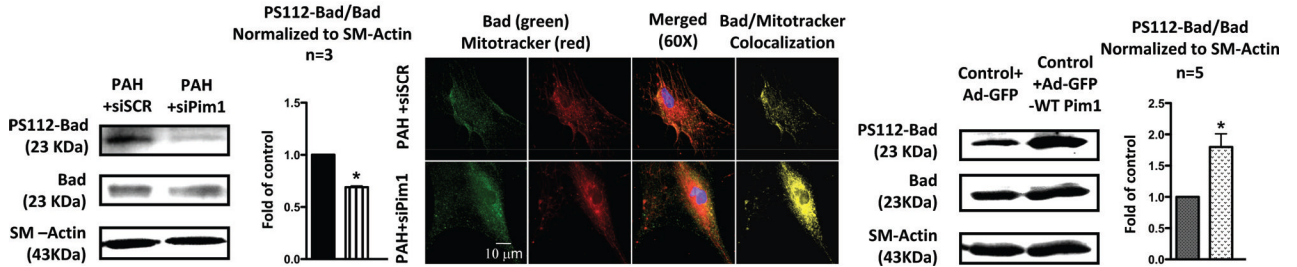 PS112-Bad/Bad
Normalized to SM-Actin
n=3
PAH
+siSCR
PAH
+siPim1
PS112-Bad
(23 KDa)
Bad
(23 KDa)
SM –Actin
(43KDa)
Fold of control
1.5
1.0
0.5
0.0
*
Bad (green)
Mitotracker (red)
Merged
(60X)
Bad/Mitotracker
Colocalization
PAH +siSCR
PAH+siPim1
10 µm
Control+
Ad-GFP
Control
+Ad-GFP
-WT Pim1
PS112-Bad
(23 KDa)
Bad
(23KDa)
SM-Actin
(43KDa)
PS112-Bad/Bad
Normalized to SM-Actin
n=5
Fold of control
2.5
2.0
1.5
1.0
0.5
0.0
*